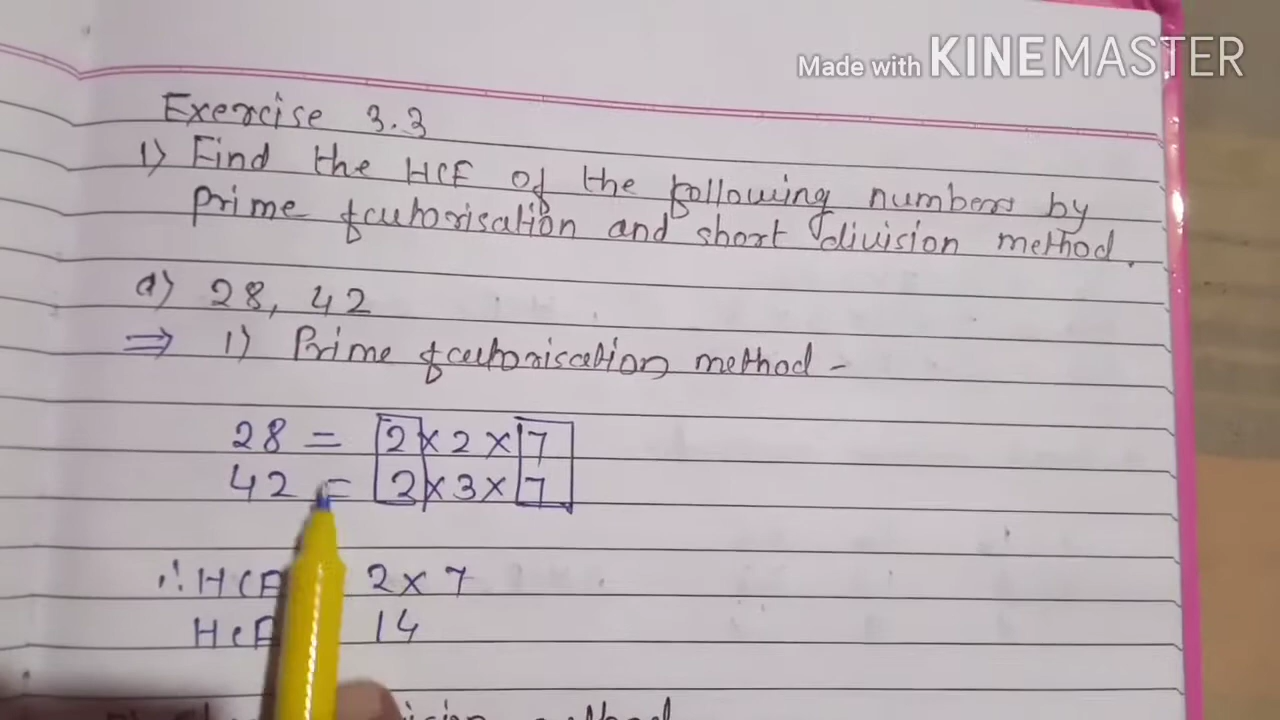 Made with KINEMASTER
Exercise 3.3
1) Find the HCF of the following numbers by
prime factorisation and short division method.
a) 28, 42
⇒ 1) Prime factorisation method -
28 = 2 × 2 × 7
42 = 2 × 3 × 7
∴ HCF 2 × 7
HCF 14
method